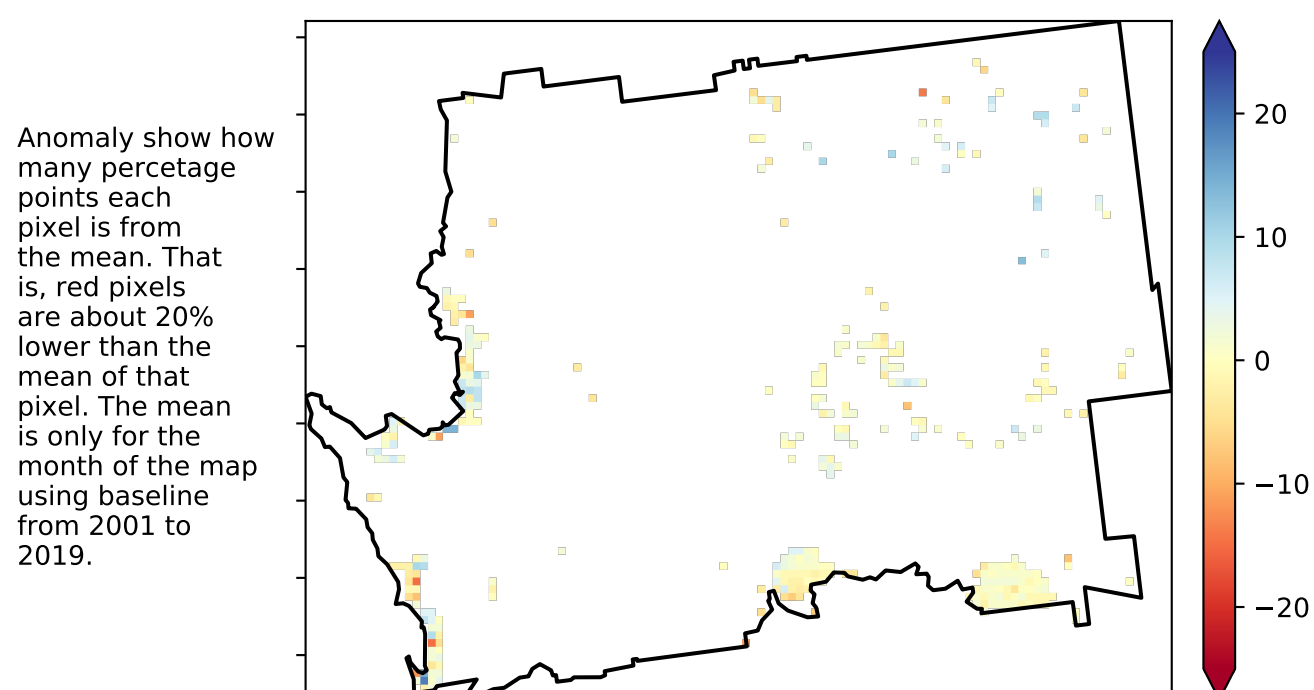 Anomaly show how
many percetage
points each
pixel is from
the mean. That
is, red pixels
are about 20%
lower than the
mean of that
pixel. The mean
is only for the
month of the map
using baseline
from 2001 to
2019.
20
10
0
−10
−20